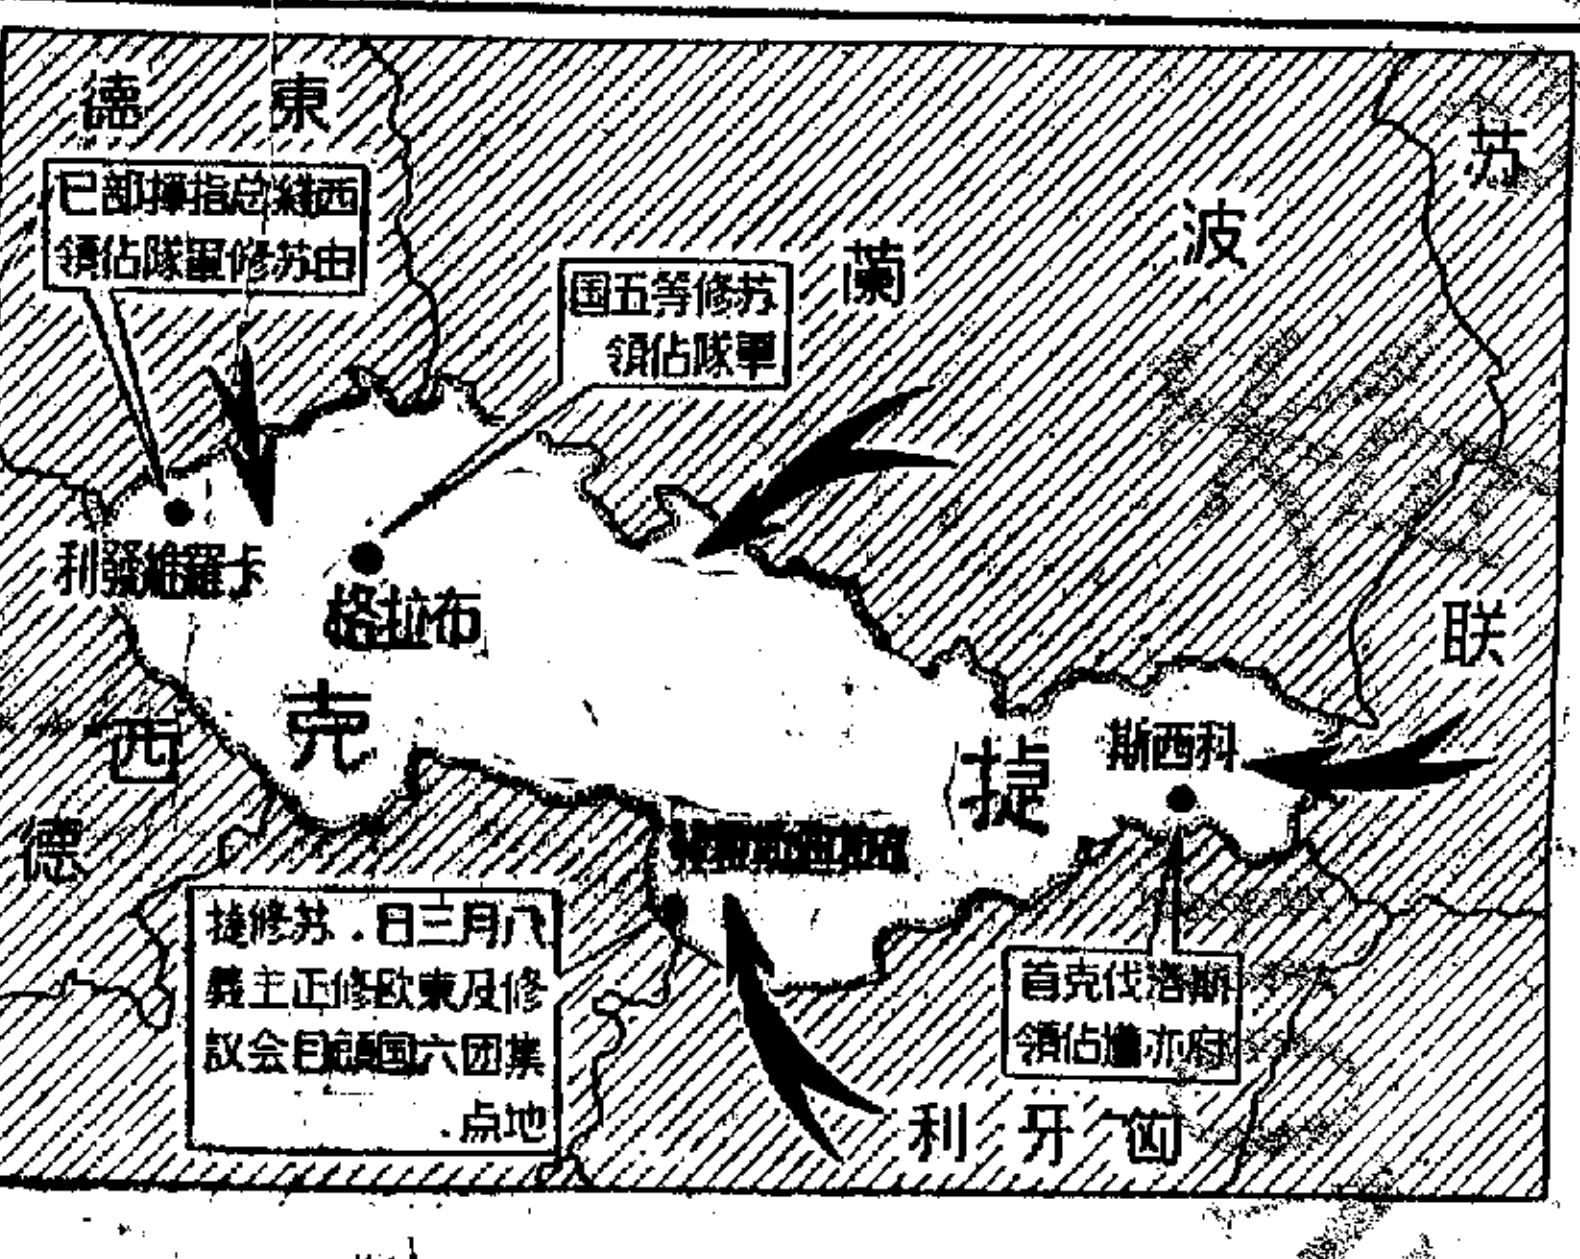 東德
西綫总指揮部已
由苏修軍隊佔領
苏修等五国
軍隊佔領
波蘭
苏联
卡羅維發利
布拉格
西德
捷克
科西斯
八月三日．苏修捷
修及東欧修正主義
集团六国頭目会议
地点．
斯洛伐克首
府亦遭佔領
匈牙利